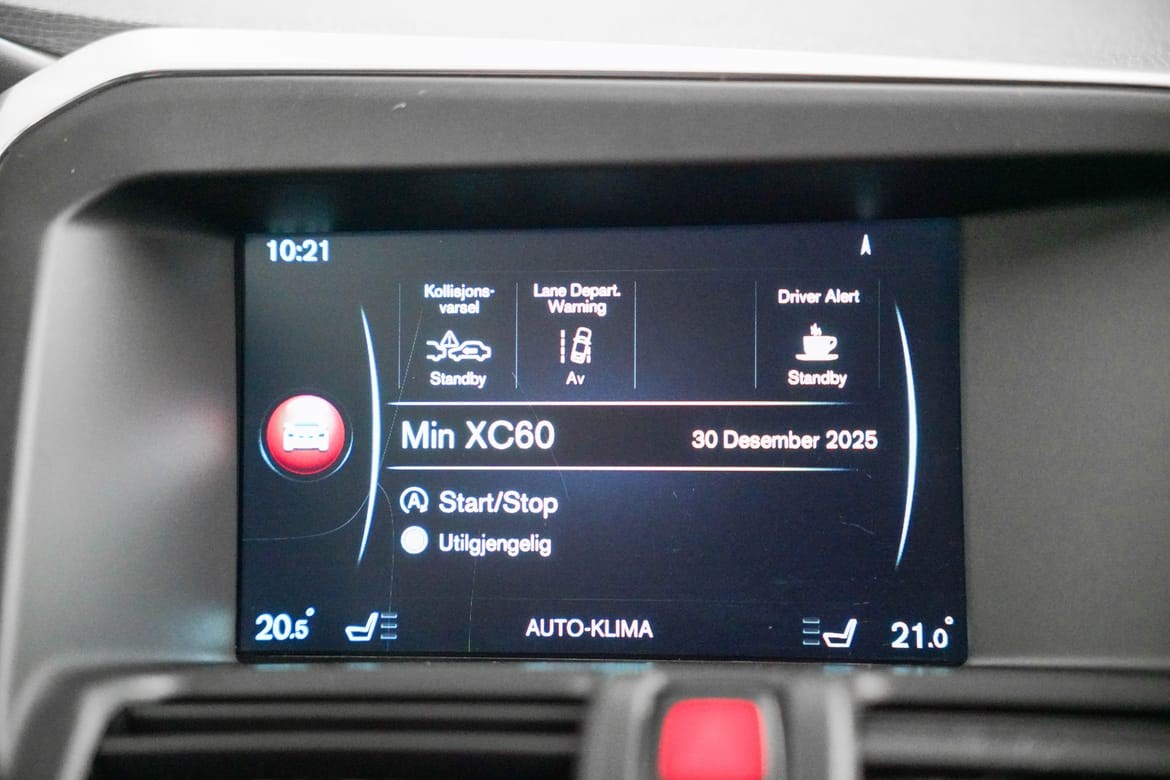 10:21
Kollisjons-
varsel
Standby
Lane Depart.
Warning
Av
Driver Alert
Standby
Min XC60
30 Desember 2025
A Start/Stop
Utilgjengelig
20.5°
AUTO-KLIMA
21.0°